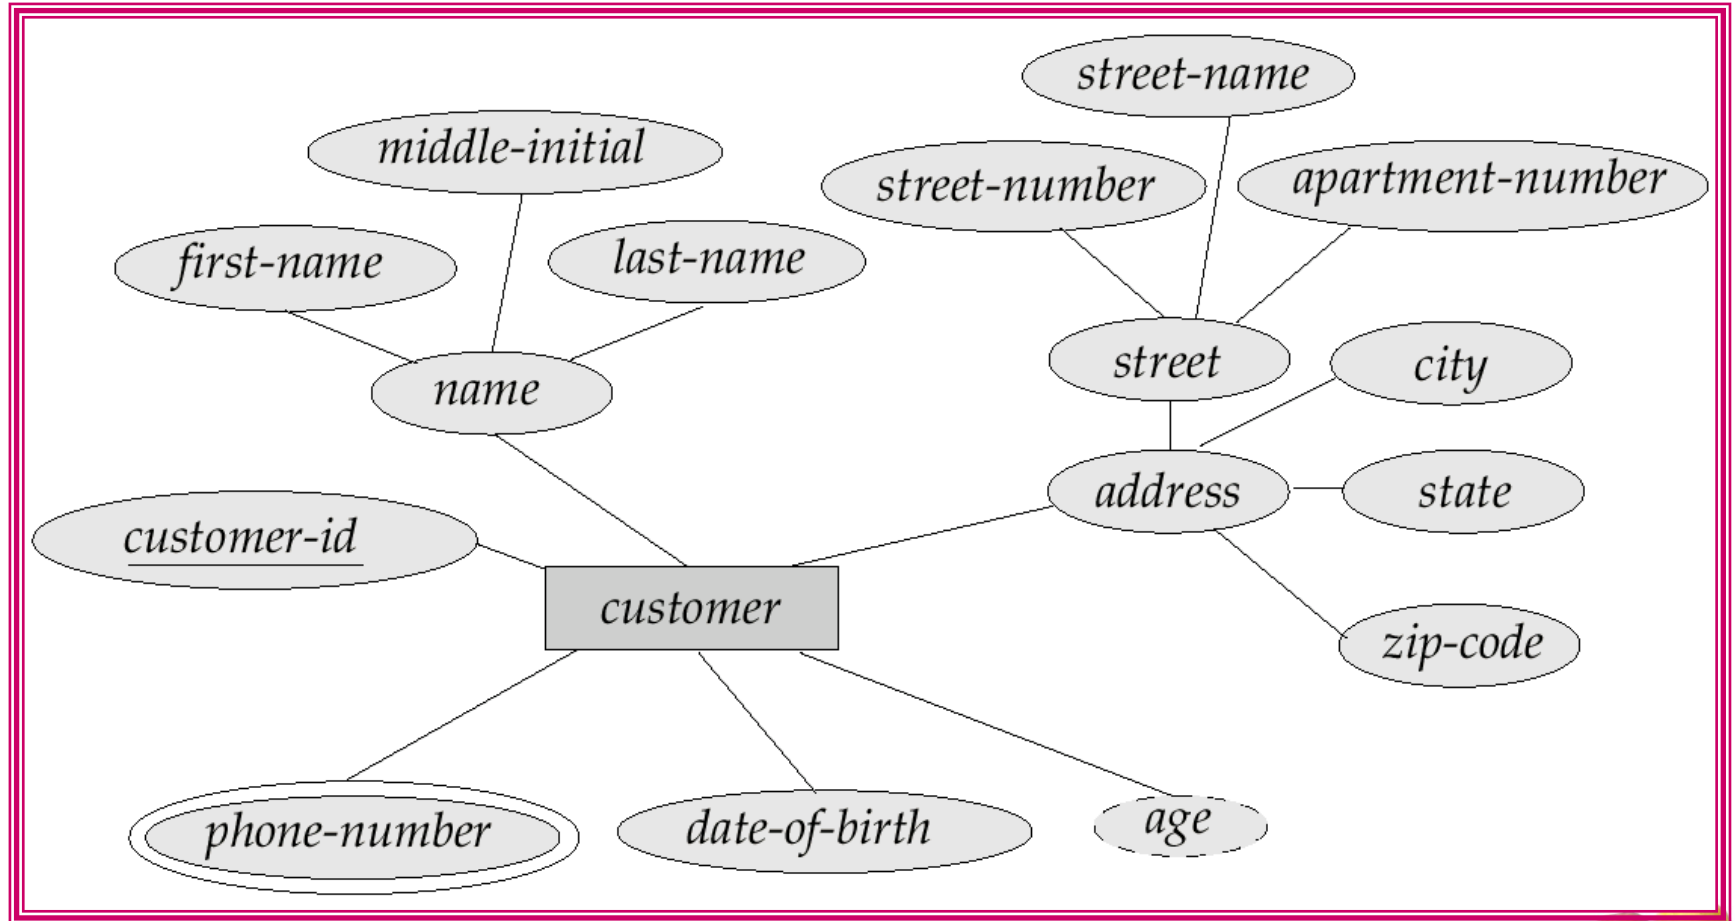 street-name
middle-initial
street-number
apartment-number
first-name
last-name
name
street
city
address
state
customer-id
customer
zip-code
phone-number
date-of-birth
age